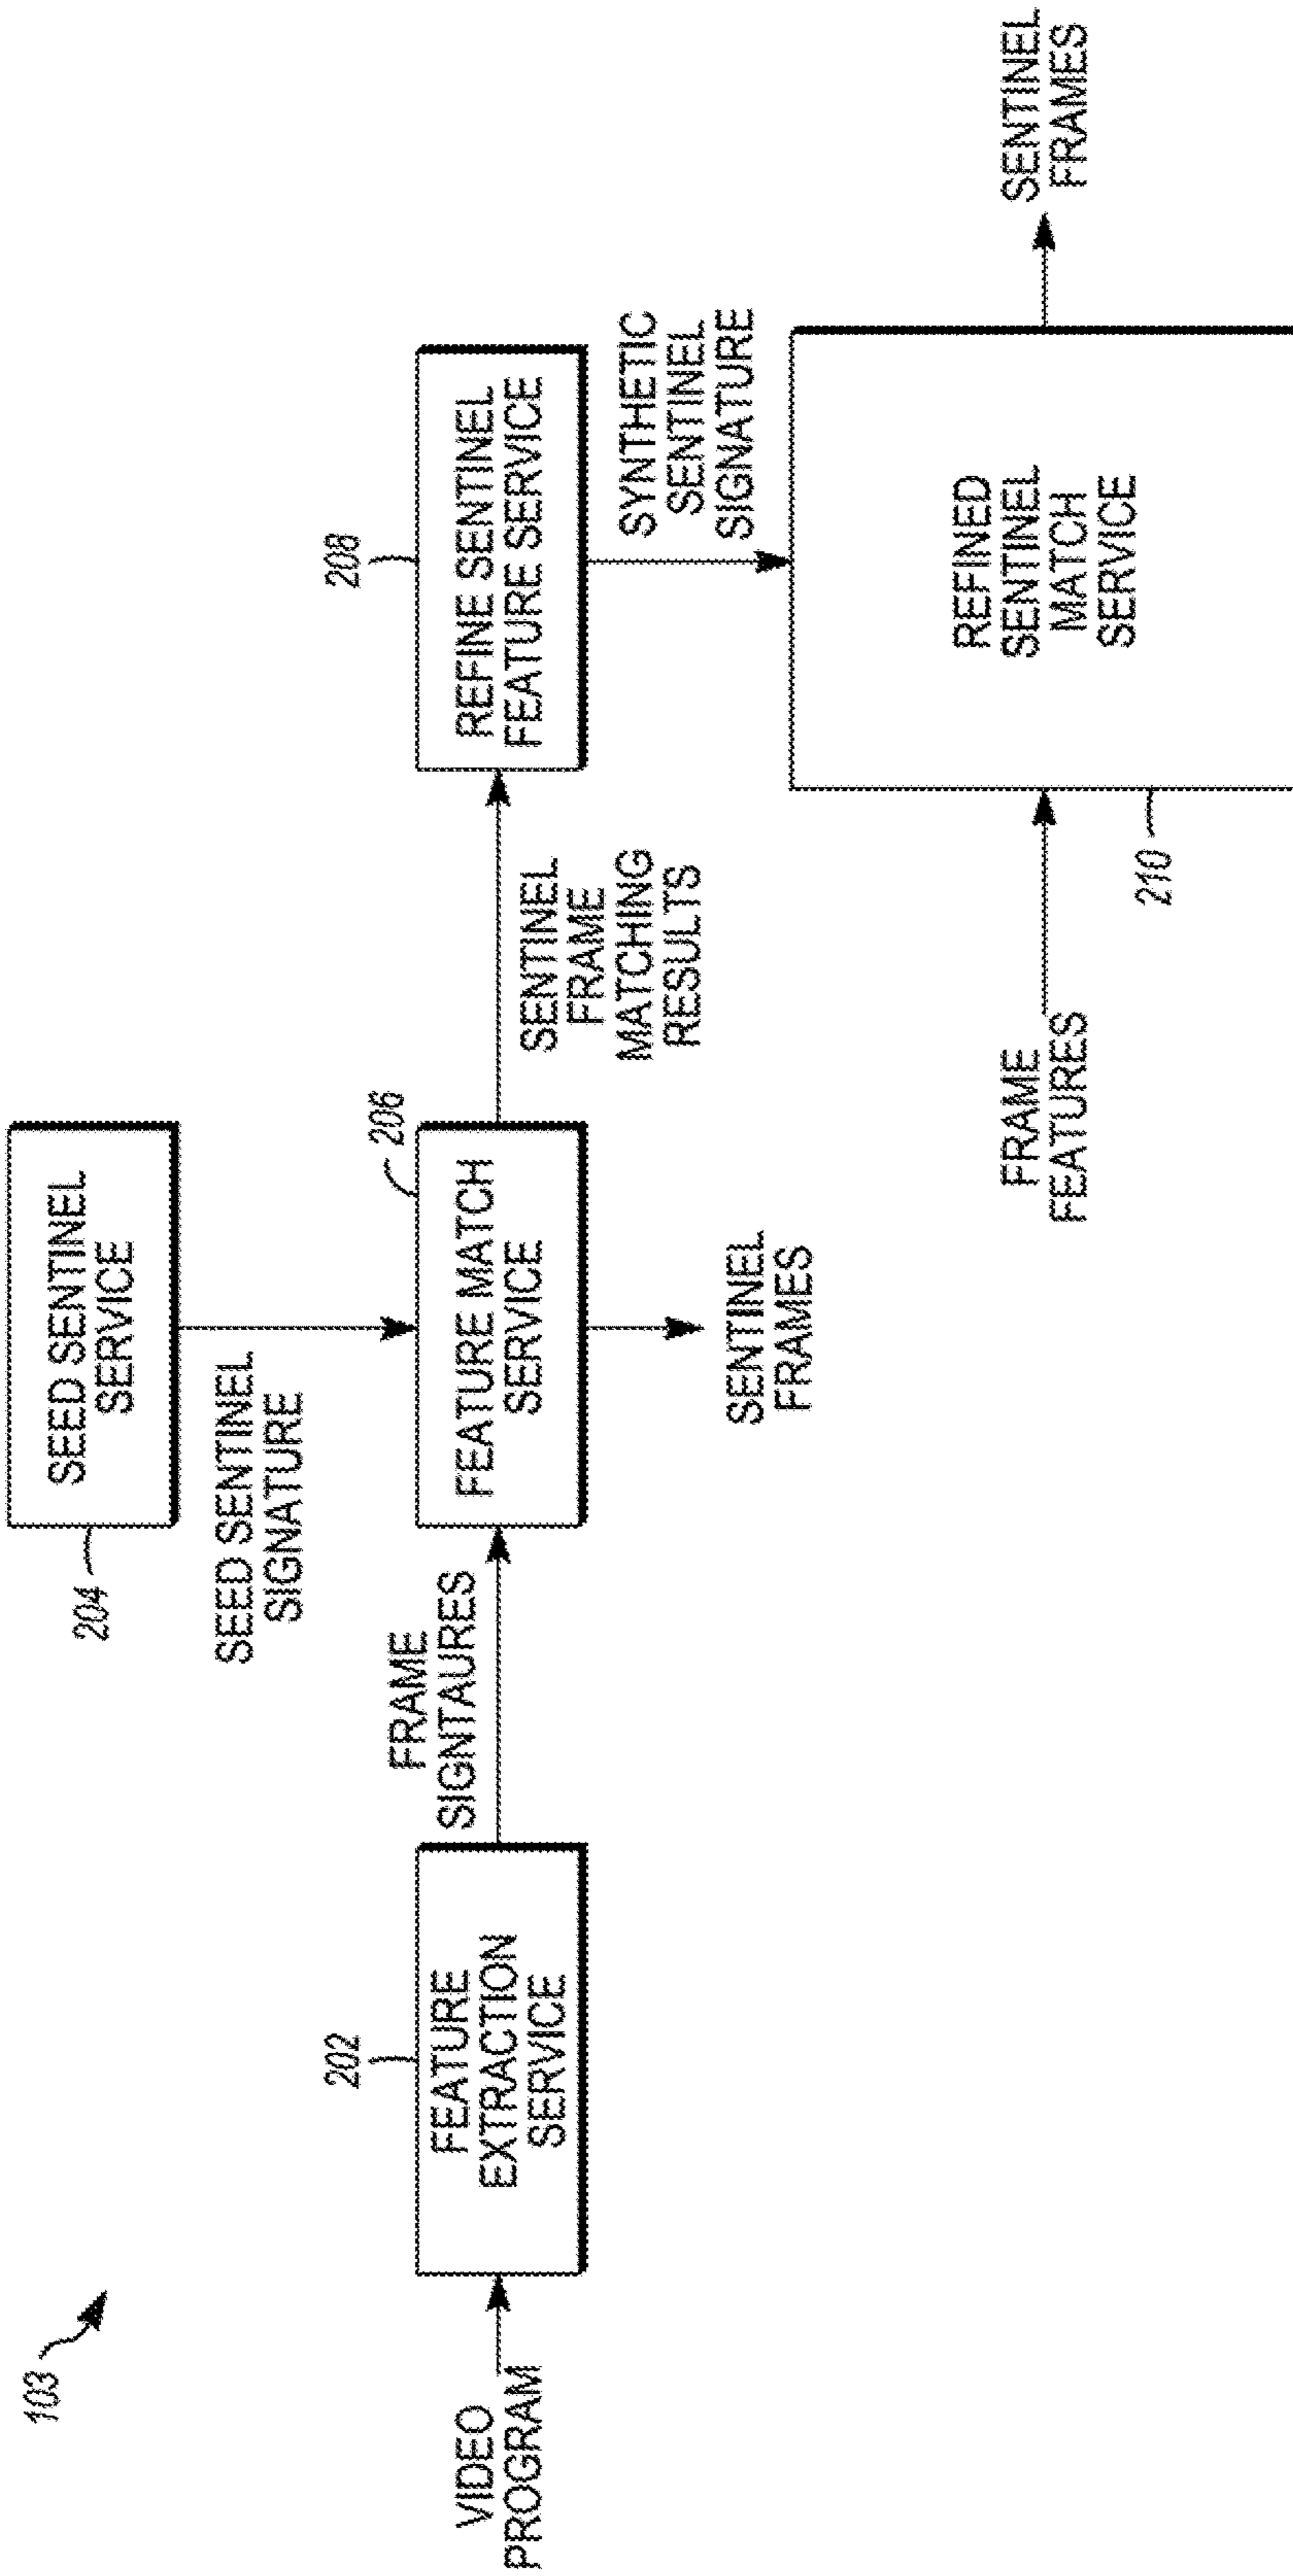 103
VIDEO
PROGRAM
202
FEATURE
EXTRACTION
SERVICE
FRAME
SIGNTAURES
204
SEED SENTINEL
SERVICE
SEED SENTINEL
SIGNATURE
206
FEATURE MATCH
SERVICE
SENTINEL
FRAMES
SENTINEL
FRAME
MATCHING
RESULTS
208
REFINE SENTINEL
FEATURE SERVICE
SYNTHETIC
SENTINEL
SIGNATURE
FRAME
FEATURES
210
REFINED
SENTINEL
MATCH
SERVICE
SENTINEL
FRAMES